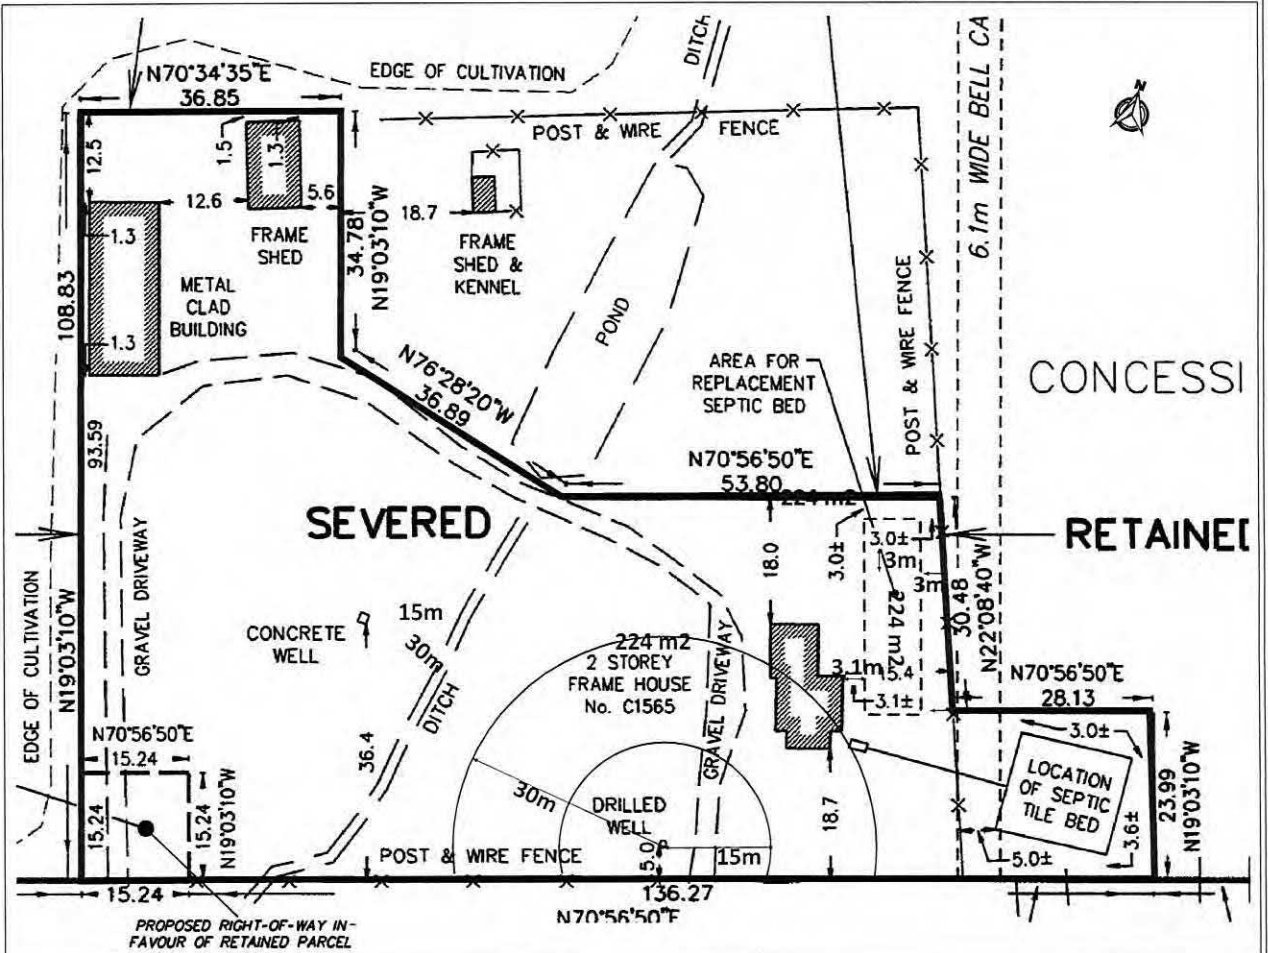 N70°34'35"E
36.85
EDGE OF CULTIVATION
DITCH
6.1m WIDE BELL CA
N
POST & WIRE FENCE
12.5
1.5
1.3
12.6
5.6
18.7
34.78
N19°03'10"W
FRAME
SHED
FRAME
SHED &
KENNEL
1.3
METAL
CLAD
BUILDING
1.3
108.83
POND
POST & WIRE FENCE
N76°28'20"W
36.89
AREA FOR
REPLACEMENT
SEPTIC BED
CONCESSI
93.59
N70°56'50"E
53.80
224 m2
SEVERED
RETAINED
18.0
3.0±
3.0±
3m
3m
30.48
N22°08'40"W
224 m2
EDGE OF CULTIVATION
N19°03'10"W
GRAVEL DRIVEWAY
CONCRETE
WELL
15m
30m
DITCH
36.4
224 m2
2 STOREY
FRAME HOUSE
No. C1565
GRAVEL DRIVEWAY
3.1m
15.4
3.1±
N70°56'50"E
28.13
N70°56'50"E
15.24
15.24
15.24
N19°03'10"W
3.0±
LOCATION
OF SEPTIC
TILE BED
3.6±
5.0±
23.99
N19°03'10"W
30m
DRILLED
WELL
5.0
15m
18.7
POST & WIRE FENCE
15.24
136.27
N70°56'50"E
PROPOSED RIGHT-OF-WAY IN-
FAVOUR OF RETAINED PARCEL